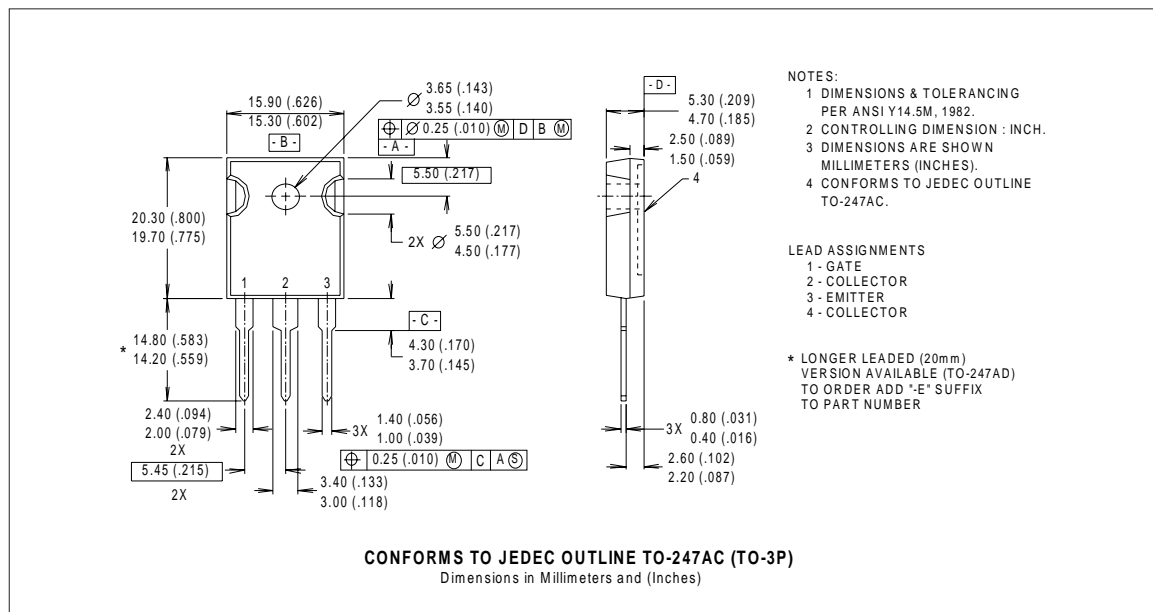 3.65 (.143)
3.55 (.140)
15.90 (.626)
15.30 (.602)
- B -
0.25 (.010) M D B M
- A -
5.50 (.217)
20.30 (.800)
19.70 (.775)
2X Ø 5.50 (.217)
4.50 (.177)
1 2 3
- C -
* 14.80 (.583)
14.20 (.559)
4.30 (.170)
3.70 (.145)
2.40 (.094)
2.00 (.079)
2X
5.45 (.215)
2X
3X 1.40 (.056)
1.00 (.039)
0.25 (.010) M C A S
3.40 (.133)
3.00 (.118)
- D -
5.30 (.209)
4.70 (.185)
2.50 (.089)
1.50 (.059)
4
3X 0.80 (.031)
0.40 (.016)
2.60 (.102)
2.20 (.087)
NOTES:
1 DIMENSIONS & TOLERANCING
PER ANSI Y14.5M, 1982.
2 CONTROLLING DIMENSION : INCH.
3 DIMENSIONS ARE SHOWN
MILLIMETERS (INCHES).
4 CONFORMS TO JEDEC OUTLINE
TO-247AC.
LEAD ASSIGNMENTS
1 - GATE
2 - COLLECTOR
3 - EMITTER
4 - COLLECTOR
* LONGER LEADED (20mm)
VERSION AVAILABLE (TO-247AD)
TO ORDER ADD "-E" SUFFIX
TO PART NUMBER
CONFORMS TO JEDEC OUTLINE TO-247AC (TO-3P)
Dimensions in Millimeters and (Inches)